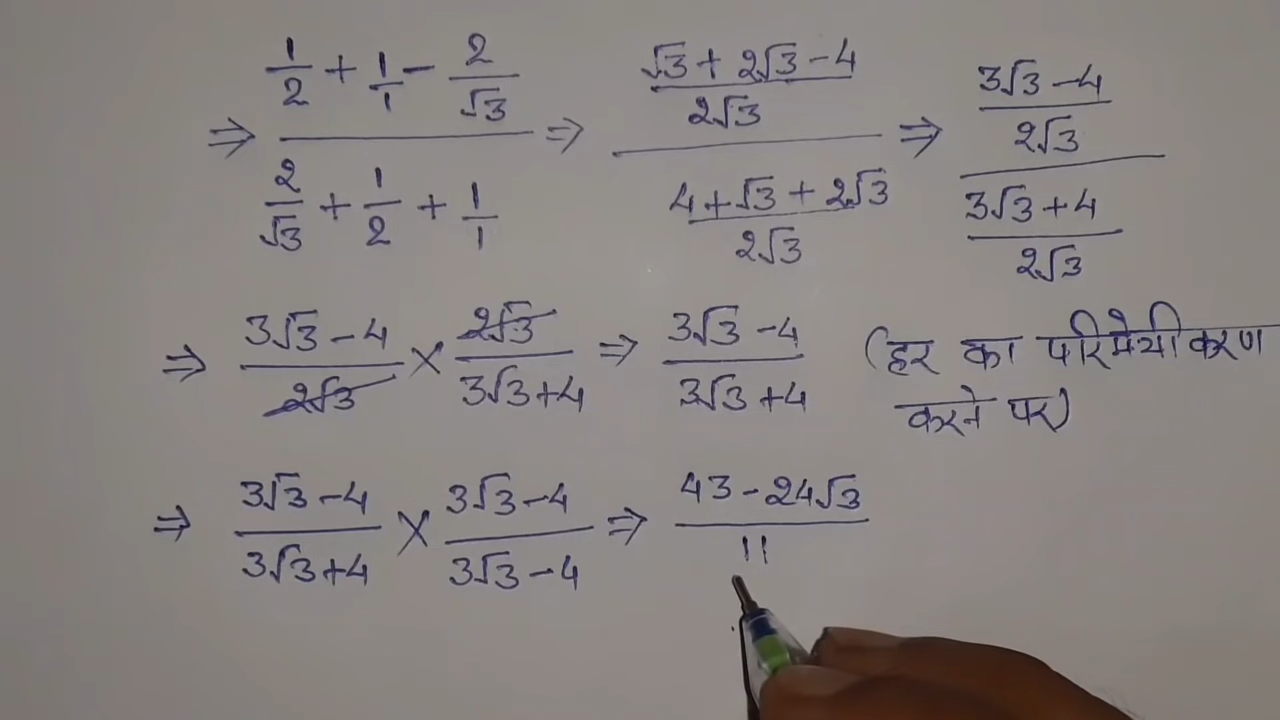 ⇒ (1/2 + 1/1 - 2/√3) / (2/√3 + 1/2 + 1/1) ⇒ ((√3 + 2√3 - 4)/2√3) / ((4 + √3 + 2√3)/2√3) ⇒ ((3√3 - 4)/2√3) / ((3√3 + 4)/2√3)
⇒ (3√3 - 4)/2√3 × 2√3/(3√3 + 4) ⇒ (3√3 - 4)/(3√3 + 4) (हर का परिमेयीकरण
करने पर)
⇒ (3√3 - 4)/(3√3 + 4) × (3√3 - 4)/(3√3 - 4) ⇒ (43 - 24√3)/11